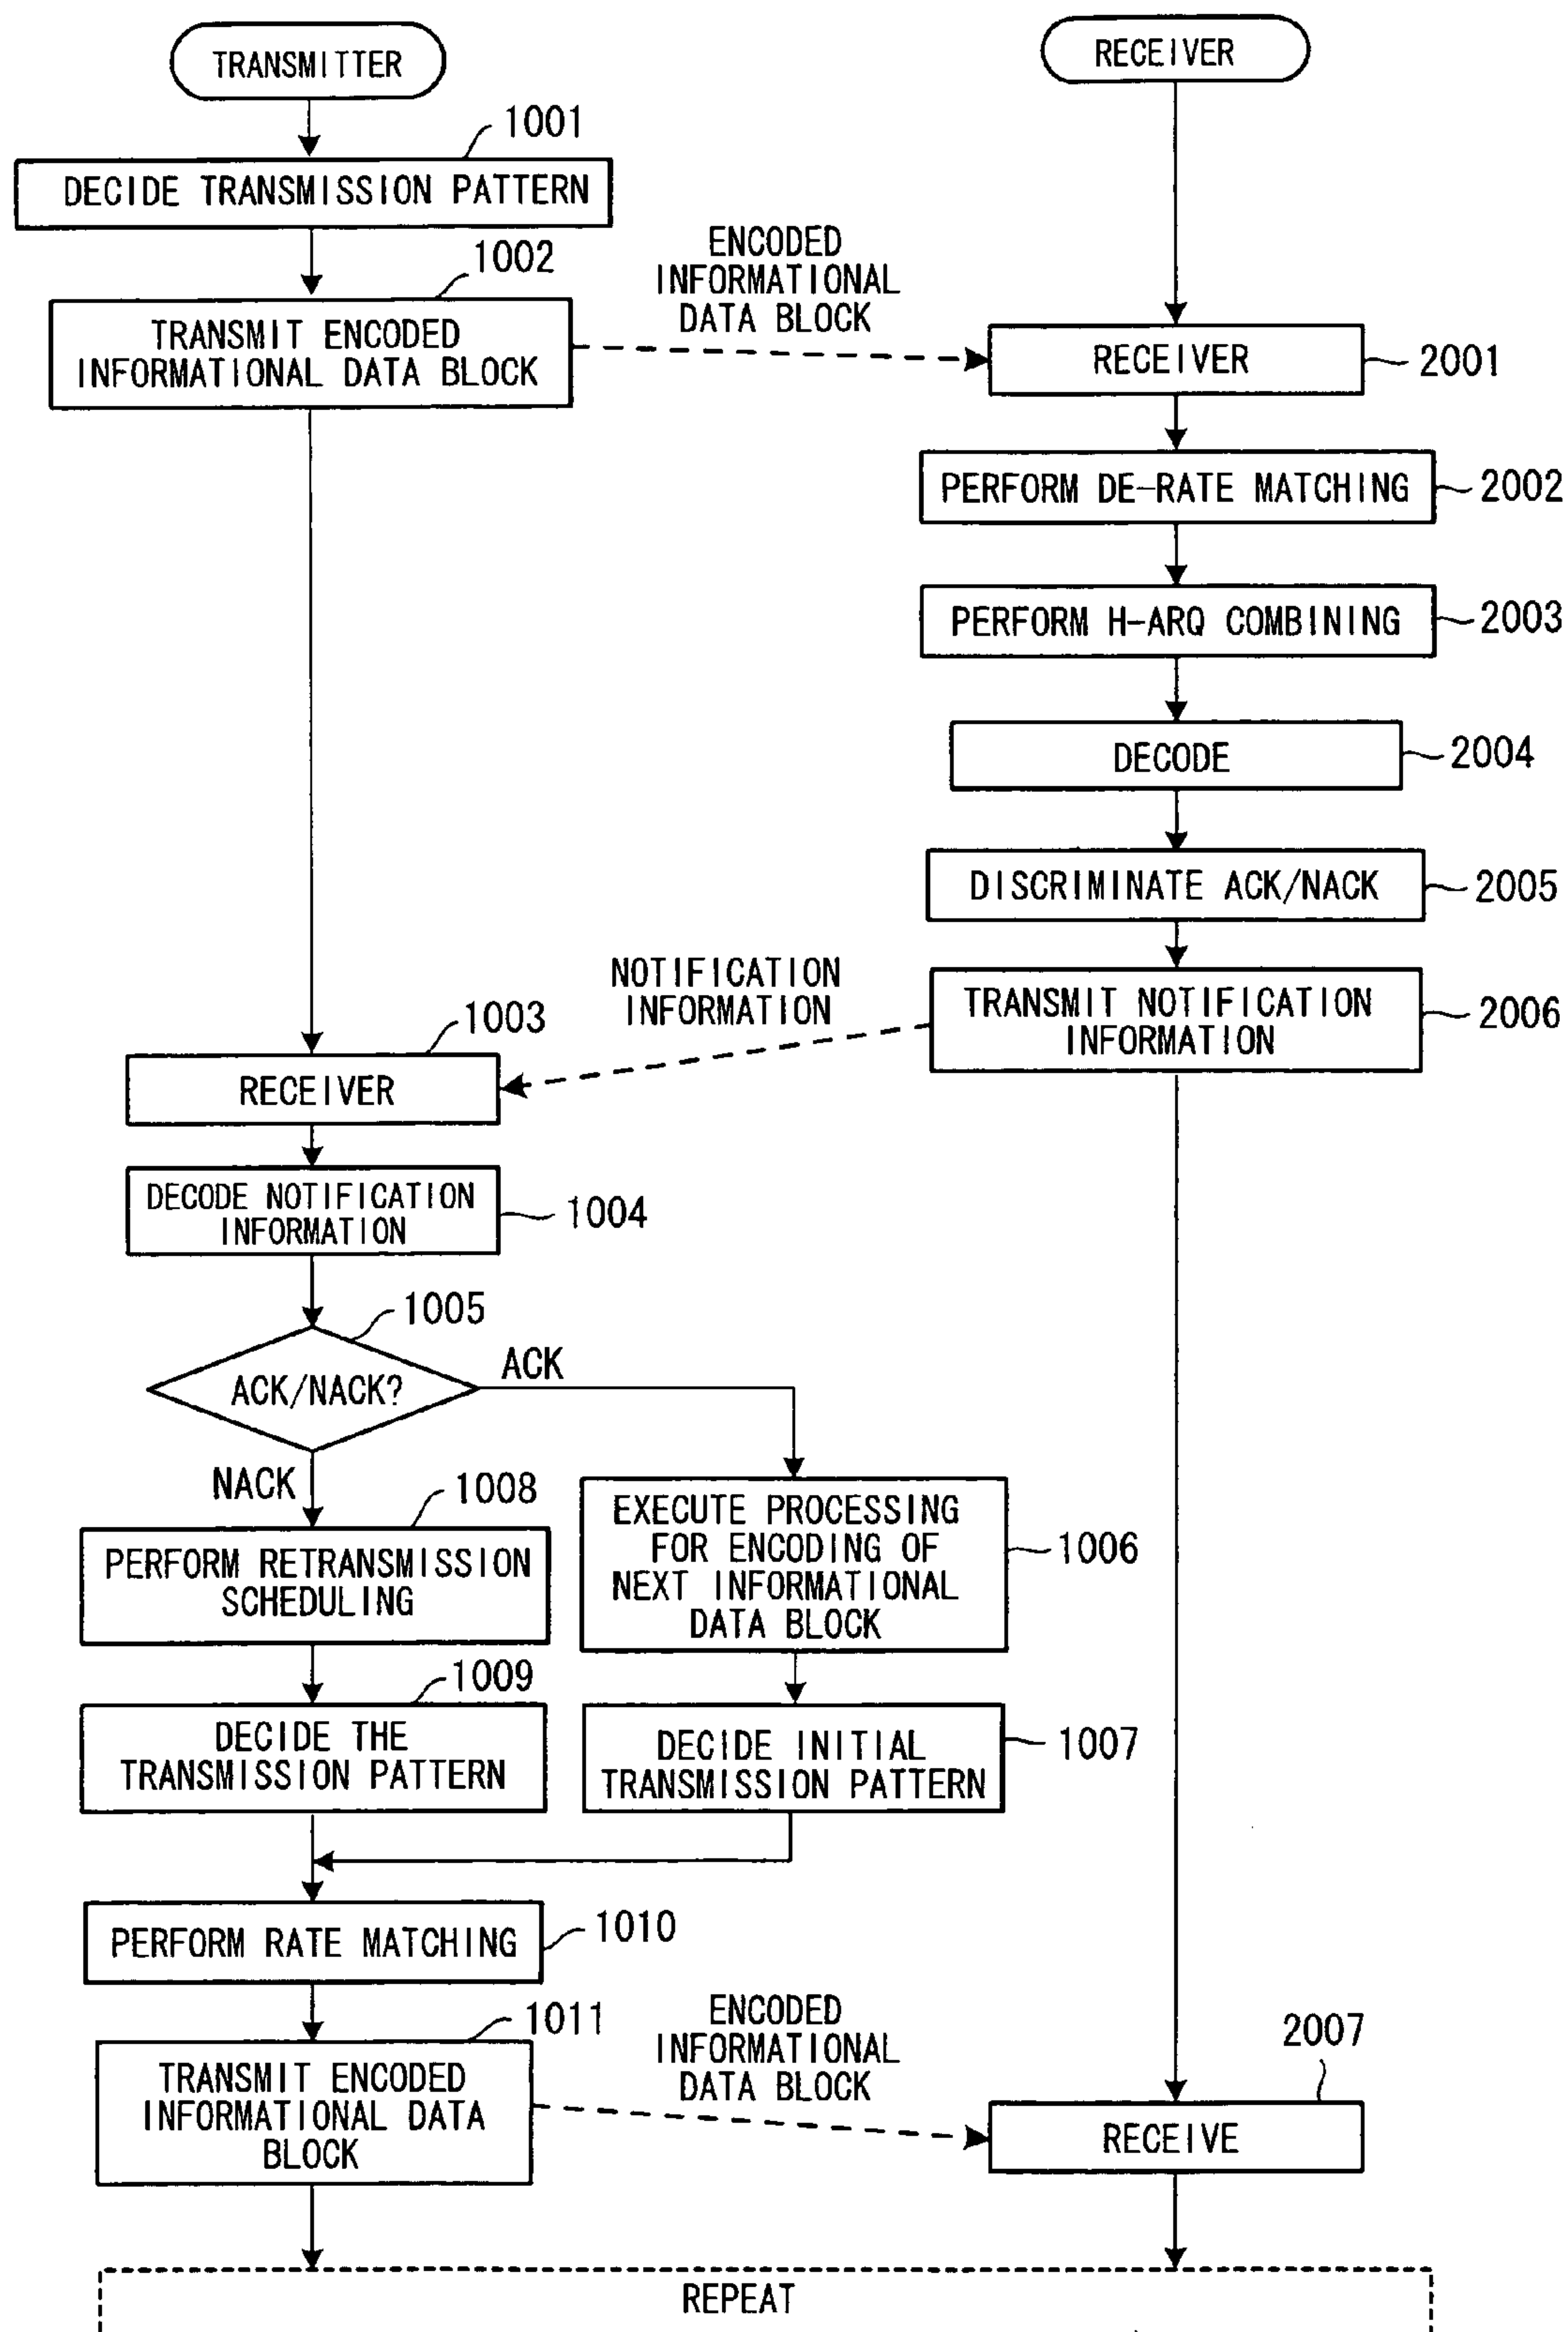 TRANSMITTER
RECEIVER
1001
DECIDE TRANSMISSION PATTERN
1002
TRANSMIT ENCODED
INFORMATIONAL DATA BLOCK
ENCODED
INFORMATIONAL
DATA BLOCK
RECEIVER
2001
PERFORM DE-RATE MATCHING
2002
PERFORM H-ARQ COMBINING
2003
DECODE
2004
DISCRIMINATE ACK/NACK
2005
NOTIFICATION
INFORMATION
TRANSMIT NOTIFICATION
INFORMATION
2006
1003
RECEIVER
DECODE NOTIFICATION
INFORMATION
1004
1005
ACK/NACK?
ACK
NACK
1008
PERFORM RETRANSMISSION
SCHEDULING
EXECUTE PROCESSING
FOR ENCODING OF
NEXT INFORMATIONAL
DATA BLOCK
1006
1009
DECIDE THE
TRANSMISSION PATTERN
DECIDE INITIAL
TRANSMISSION PATTERN
1007
PERFORM RATE MATCHING
1010
1011
TRANSMIT ENCODED
INFORMATIONAL DATA
BLOCK
ENCODED
INFORMATIONAL
DATA BLOCK
2007
RECEIVE
REPEAT